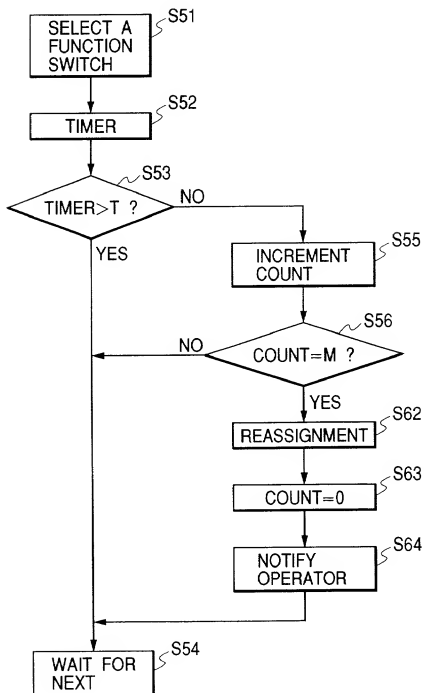 S51
SELECT A
FUNCTION
SWITCH
S52
TIMER
S53
TIMER>T ?
NO
YES
S55
INCREMENT
COUNT
S56
COUNT=M ?
NO
YES
S62
REASSIGNMENT
S63
COUNT=0
S64
NOTIFY
OPERATOR
S54
WAIT FOR
NEXT